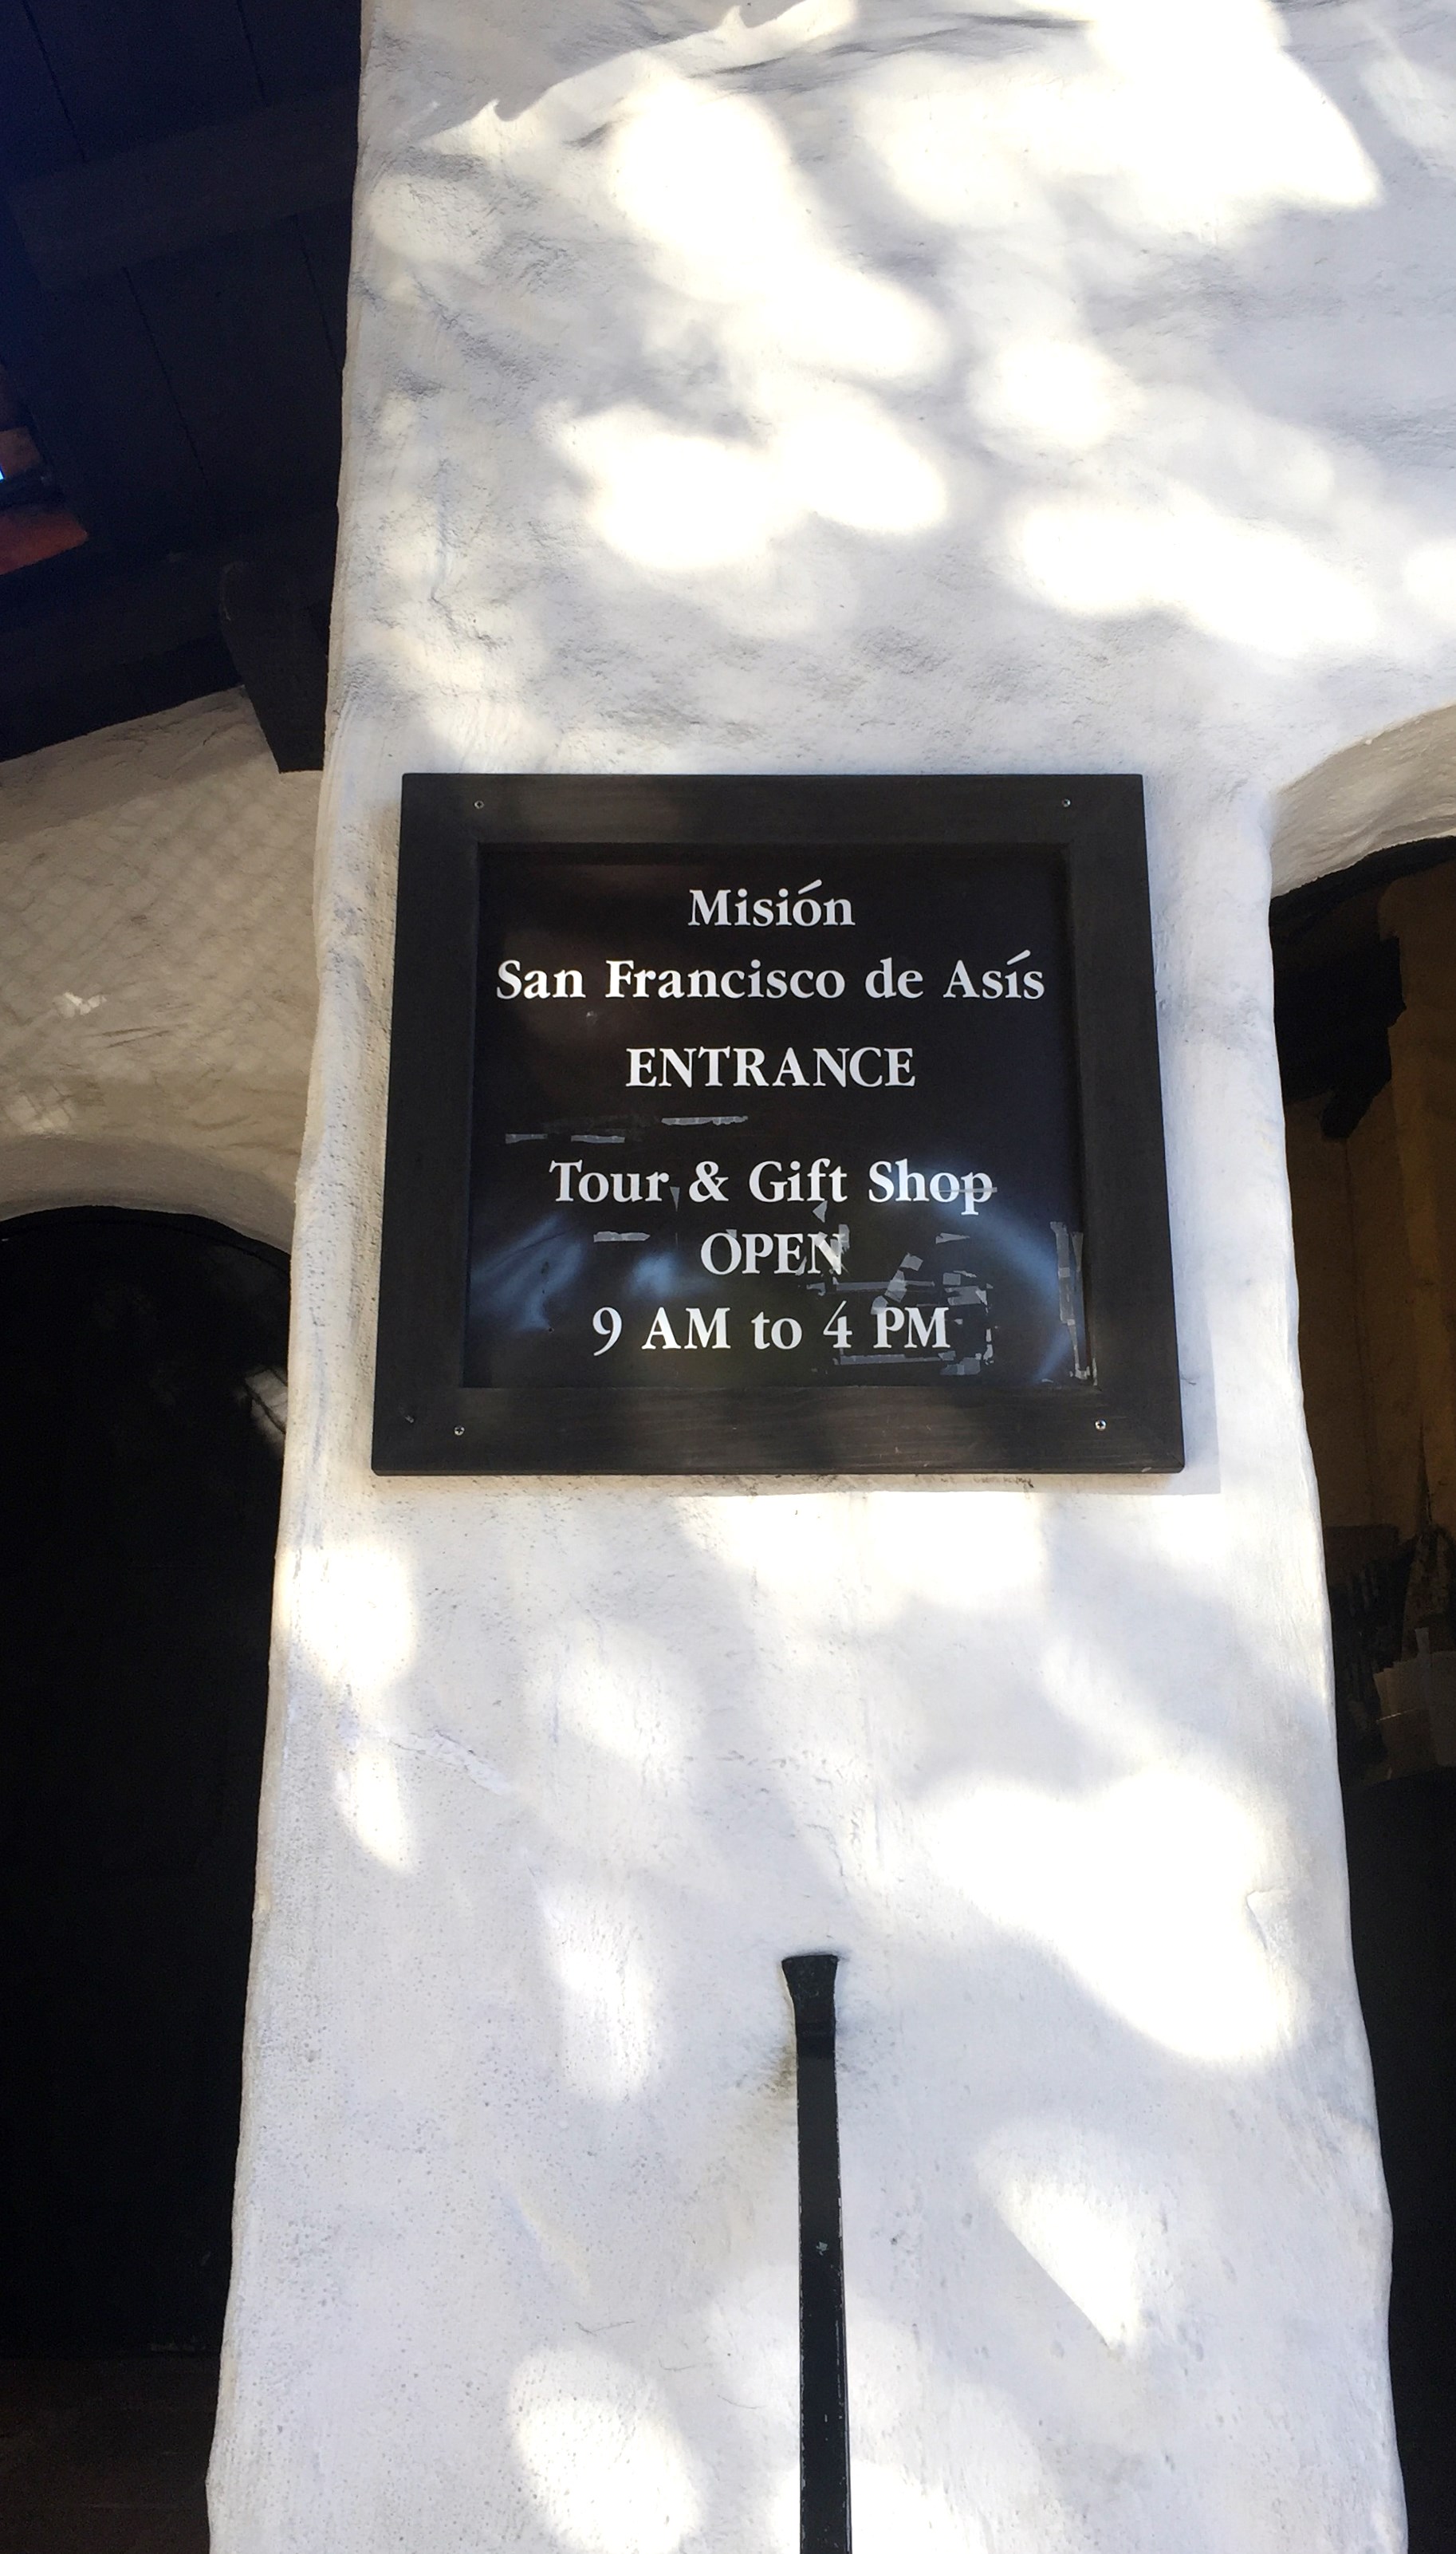 Misión
San Francisco de Asís
ENTRANCE
Tour & Gift Shop
OPEN
9 AM to 4 PM